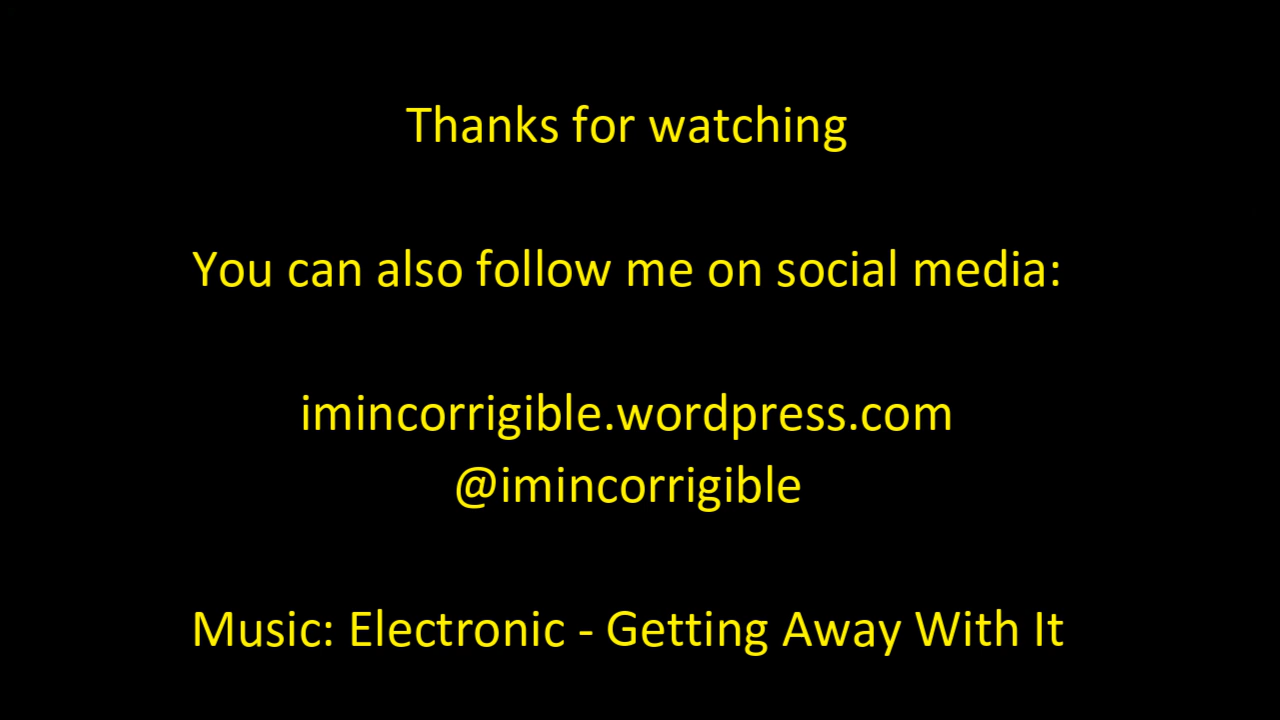 Thanks for watching
You can also follow me on social media:
imincorrigible.wordpress.com
@imincorrigible
Music: Electronic - Getting Away With It